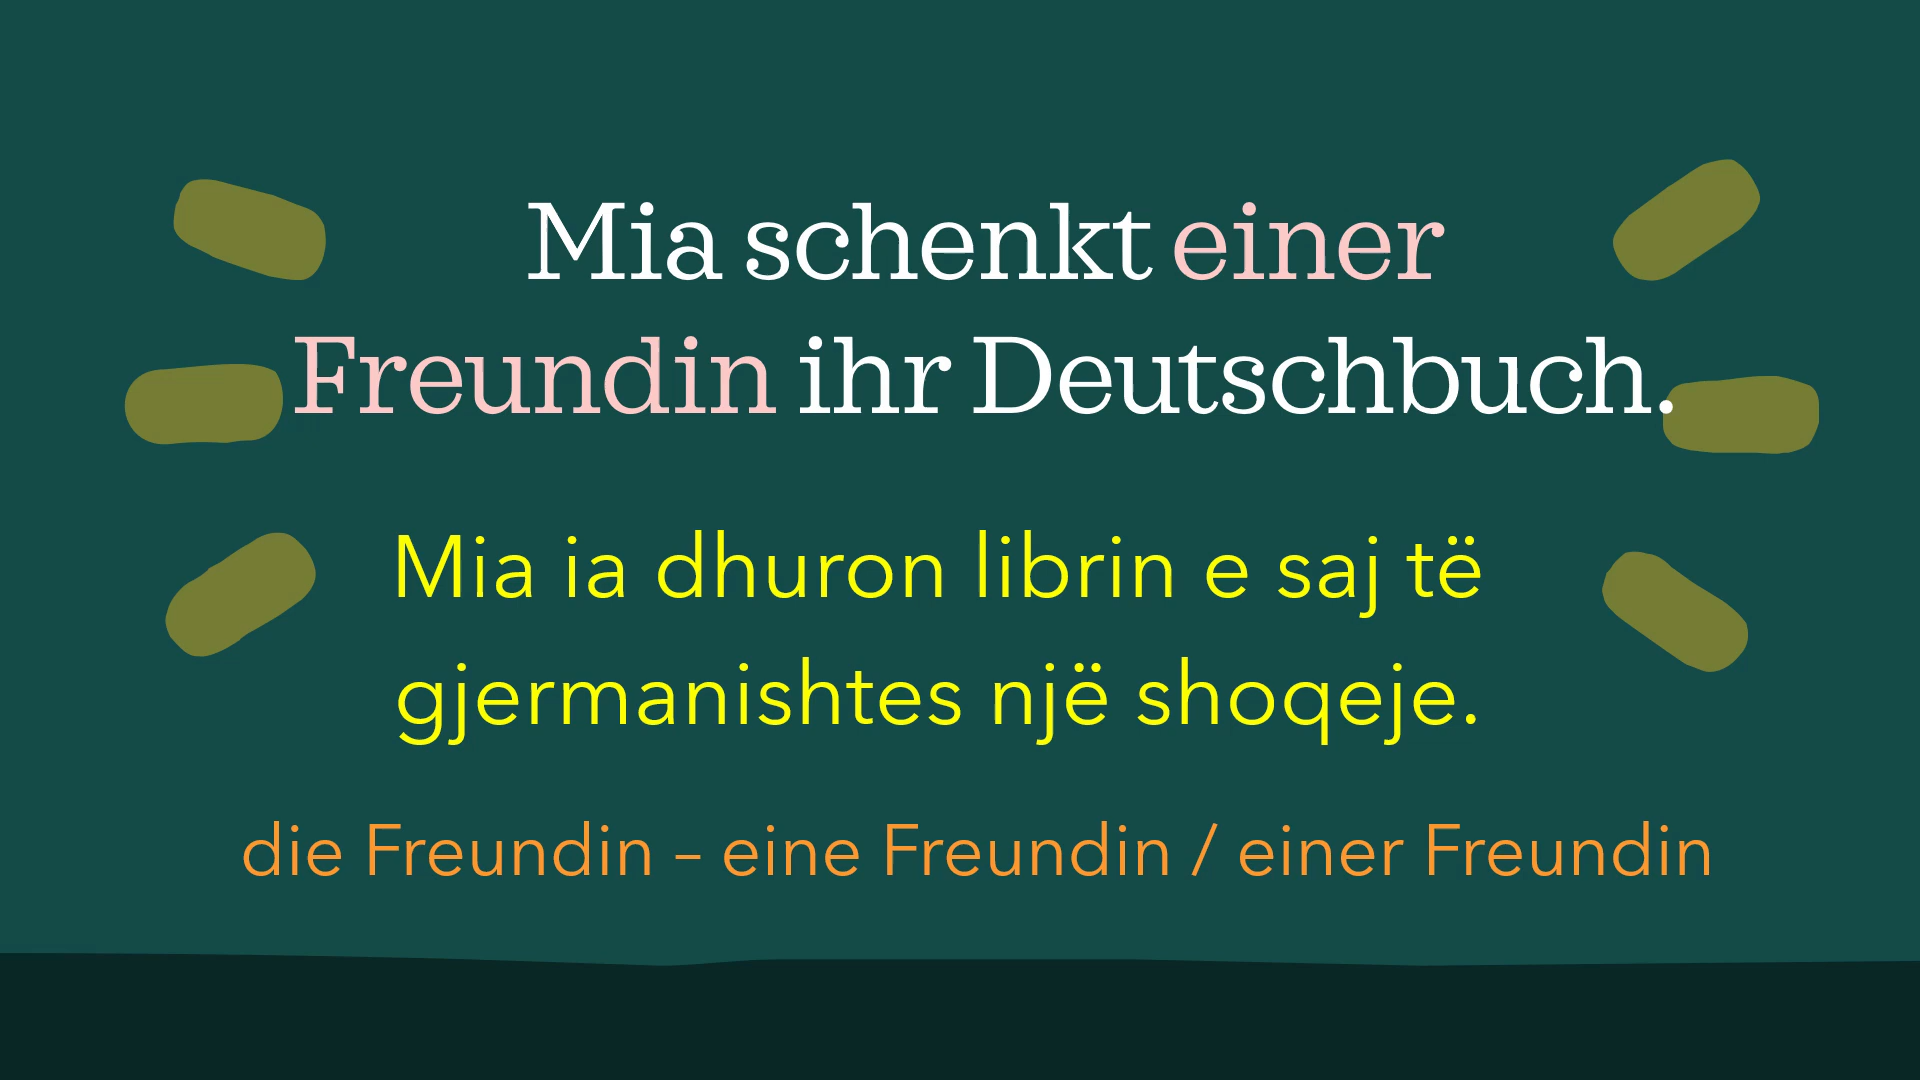 Mia schenkt einer
Freundin ihr Deutschbuch.
Mia ia dhuron librin e saj të
gjermanishtes një shoqeje.
die Freundin – eine Freundin / einer Freundin